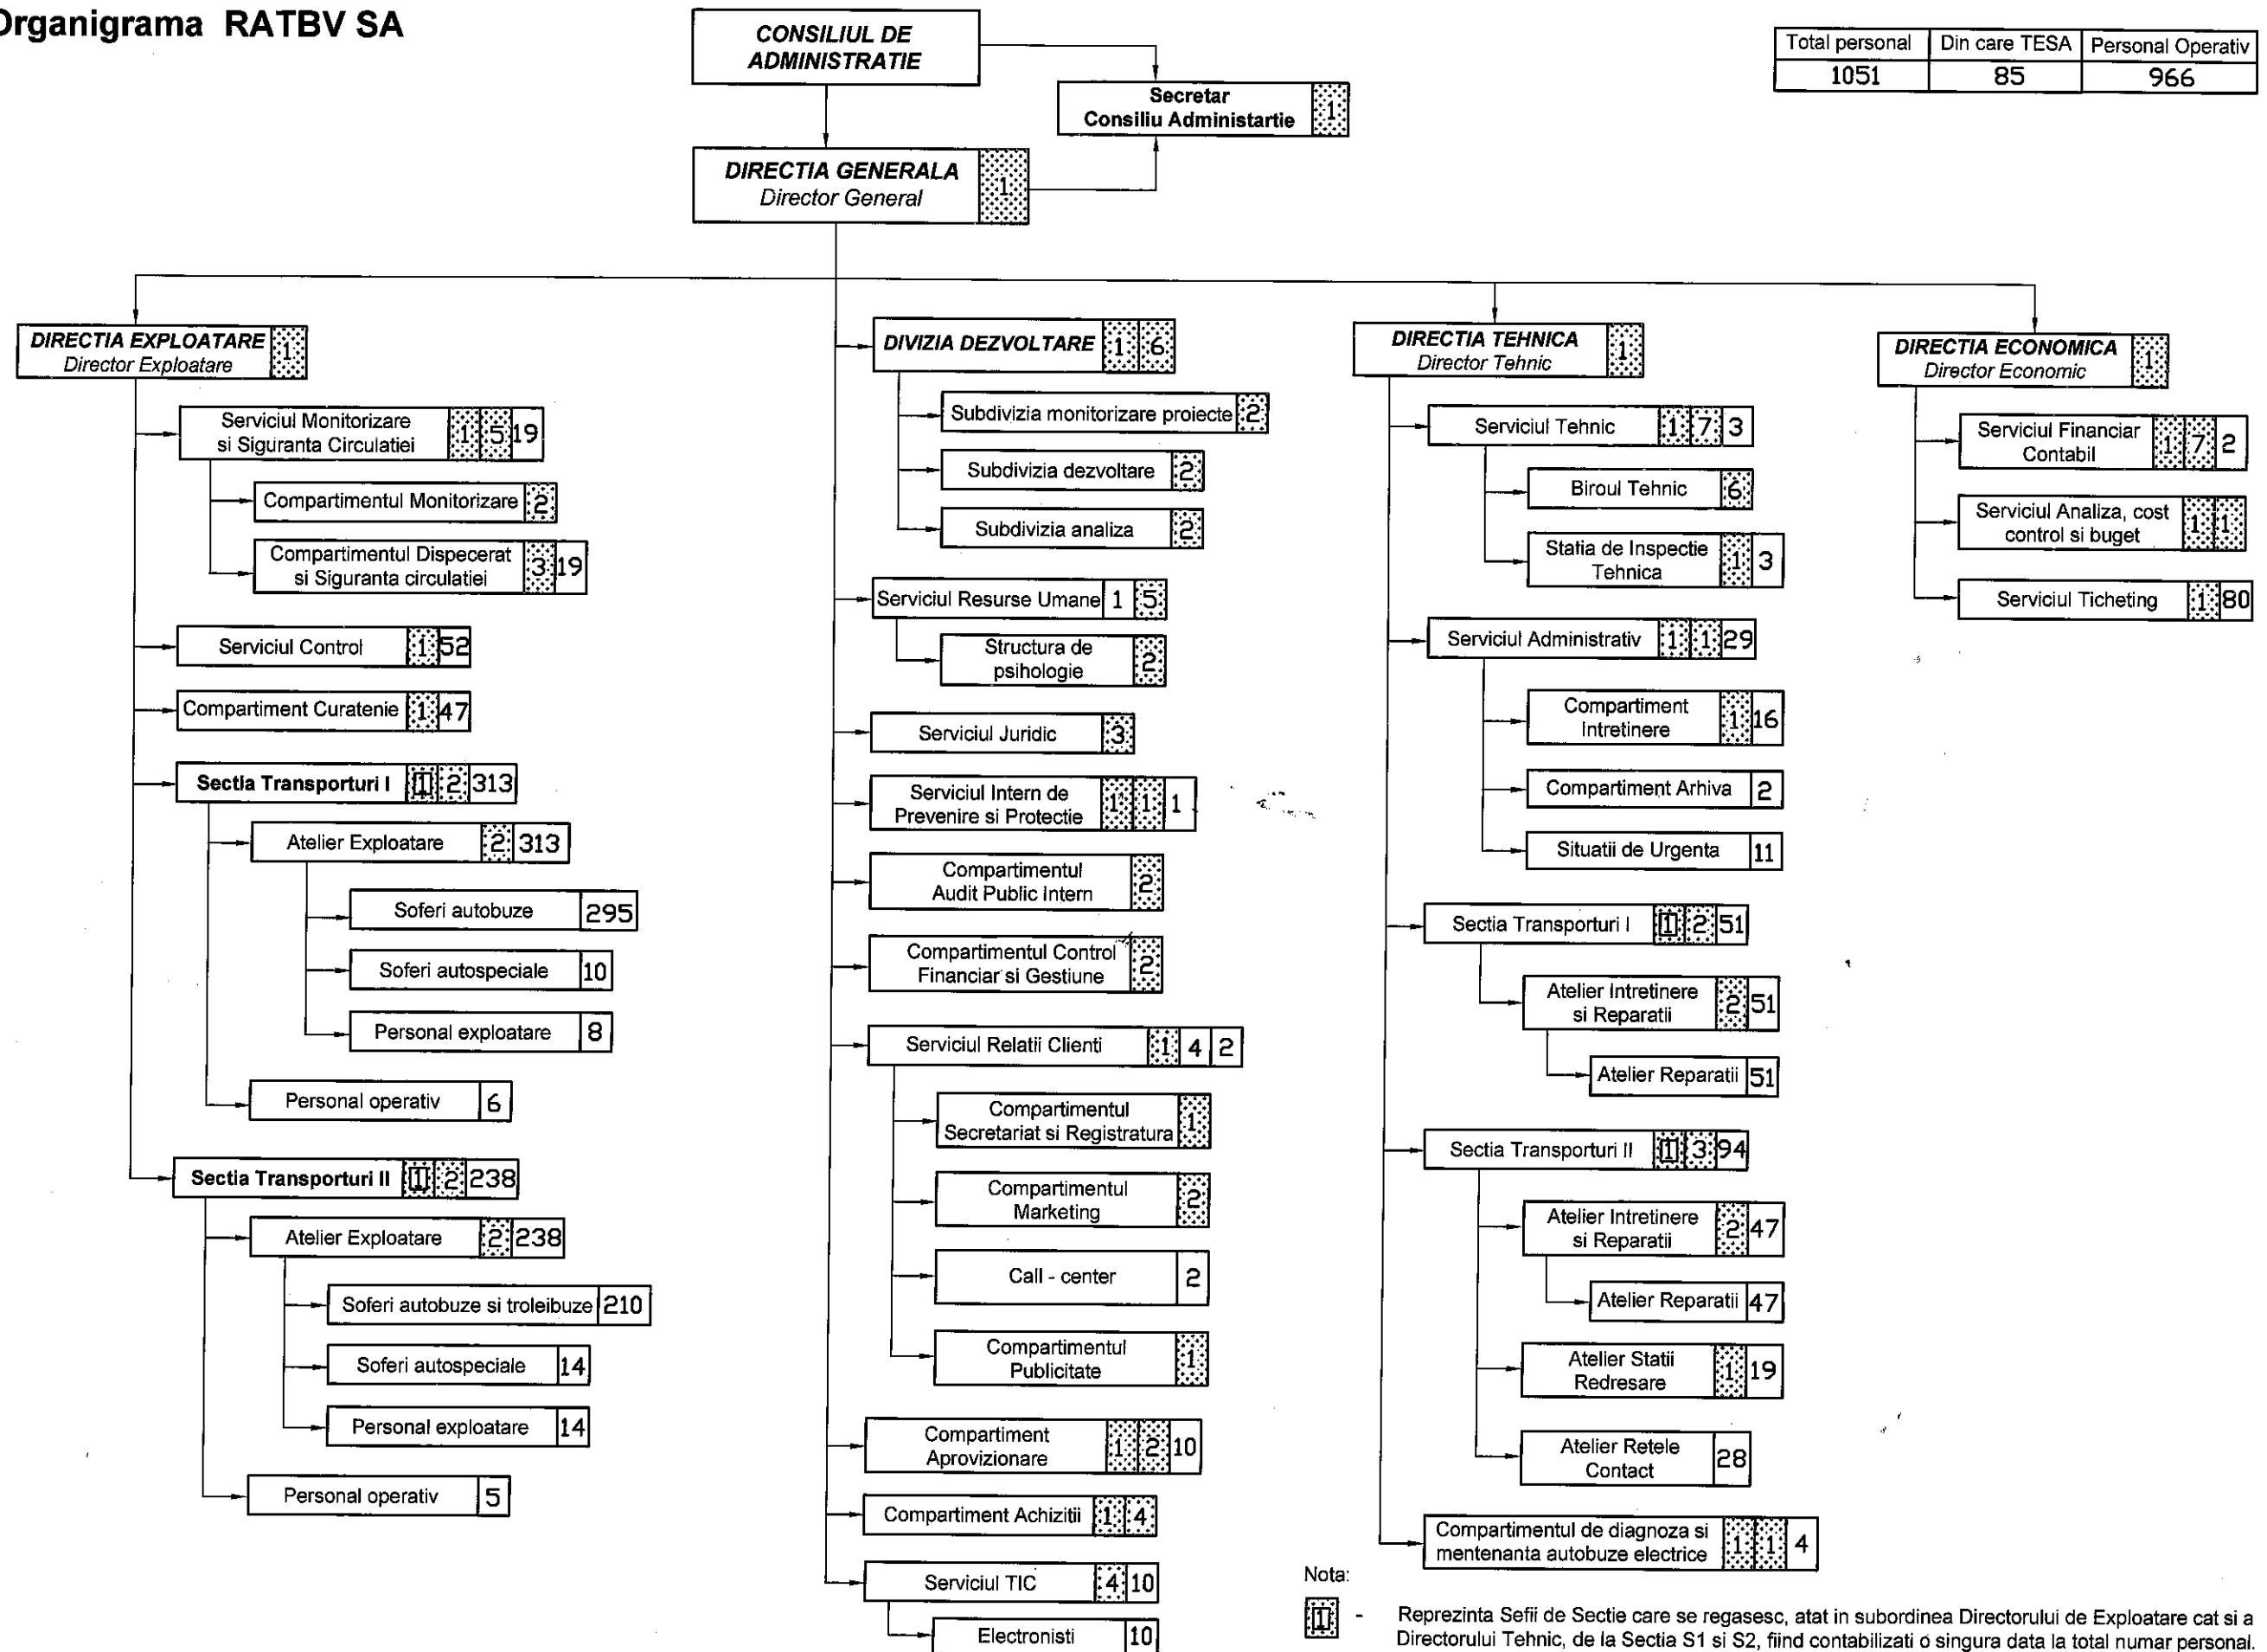 Organigrama RATBV SA
CONSILIUL DE
ADMINISTRATIE
Total personal Din care TESA Personal Operativ
1051 85 966
Secretar
Consiliu Administartie 1
DIRECTIA GENERALA
Director General 1
DIRECTIA EXPLOATARE
Director Exploatare 1
Serviciul Monitorizare
si Siguranta Circulatiei 1 5 19
Compartimentul Monitorizare 2
Compartimentul Dispecerat
si Siguranta circulatiei 3 19
Serviciul Control 1 52
Compartiment Curatenie 1 47
Sectia Transporturi I 1 2 313
Atelier Exploatare 2 313
Soferi autobuze 295
Soferi autospeciale 10
Personal exploatare 8
Personal operativ 6
Sectia Transporturi II 1 2 238
Atelier Exploatare 2 238
Soferi autobuze si troleibuze 210
Soferi autospeciale 14
Personal exploatare 14
Personal operativ 5
DIVIZIA DEZVOLTARE 1 6
Subdivizia monitorizare proiecte 2
Subdivizia dezvoltare 2
Subdivizia analiza 2
Serviciul Resurse Umane 1 5
Structura de
psihologie 2
Serviciul Juridic 3
Serviciul Intern de
Prevenire si Protectie 1 1 1
Compartimentul
Audit Public Intern 2
Compartimentul Control
Financiar si Gestiune 2
Serviciul Relatii Clienti 1 4 2
Compartimentul
Secretariat si Registratura 1
Compartimentul
Marketing 2
Call - center 2
Compartimentul
Publicitate 1
Compartiment
Aprovizionare 1 2 10
Compartiment Achizitii 1 4
Serviciul TIC 4 10
Electronisti 10
DIRECTIA TEHNICA
Director Tehnic 1
Serviciul Tehnic 1 7 3
Biroul Tehnic 6
Statia de Inspectie
Tehnica 1 3
Serviciul Administrativ 1 1 29
Compartiment
Intretinere 1 16
Compartiment Arhiva 2
Situatii de Urgenta 11
Sectia Transporturi I 1 2 51
Atelier Intretinere
si Reparatii 2 51
Atelier Reparatii 51
Sectia Transporturi II 1 3 94
Atelier Intretinere
si Reparatii 2 47
Atelier Reparatii 47
Atelier Statii
Redresare 1 19
Atelier Retele
Contact 28
Compartimentul de diagnoza si
mentenanta autobuze electrice 1 1 4
DIRECTIA ECONOMICA
Director Economic 1
Serviciul Financiar
Contabil 1 7 2
Serviciul Analiza, cost
control si buget 1 1
Serviciul Ticheting 1 80
Nota:
1 - Reprezinta Sefii de Sectie care se regasesc, atat in subordinea Directorului de Exploatare cat si a
Directorului Tehnic, de la Sectia S1 si S2, fiind contabilizati o singura data la total numar personal.